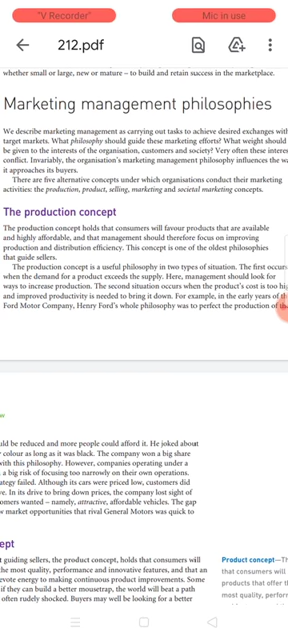 "V Recorder"
Mic in use
212.pdf
whether small or large, new or mature – to build and retain success in the marketplace.
Marketing management philosophies
We describe marketing management as carrying out tasks to achieve desired exchanges with
target markets. What philosophy should guide these marketing efforts? What weight should
be given to the interests of the organisation, customers and society? Very often these interes
conflict. Invariably, the organisation's marketing management philosophy influences the wa
it approaches its buyers.
There are five alternative concepts under which organisations conduct their marketing
activities: the production, product, selling, marketing and societal marketing concepts.
The production concept
The production concept holds that consumers will favour products that are available
and highly affordable, and that management should therefore focus on improving
production and distribution efficiency. This concept is one of the oldest philosophies
that guide sellers.
The production concept is a useful philosophy in two types of situation. The first occurs
when the demand for a product exceeds the supply. Here, management should look for
ways to increase production. The second situation occurs when the product's cost is too hig
and improved productivity is needed to bring it down. For example, in the early years of
Ford Motor Company, Henry Ford's whole philosophy was to perfect the production of
w
uld be reduced and more people could afford it. He joked about
colour as long as it was black. The company won a big share
with this philosophy. However, companies operating under a
a big risk of focusing too narrowly on their own operations.
ategy failed. Although its cars were priced low, customers did
e. In its drive to bring down prices, the company lost sight of
omers wanted – namely, attractive, affordable vehicles. The gap
w market opportunities that rival General Motors was quick to
ept
t guiding sellers, the product concept, holds that consumers will
he most quality, performance and innovative features, and that an
evote energy to making continuous product improvements. Some
if they can build a better mousetrap, the world will beat a path
often rudely shocked. Buyers may well be looking for a better
Product concept—Th
that consumers will
products that offer t
most quality, perform